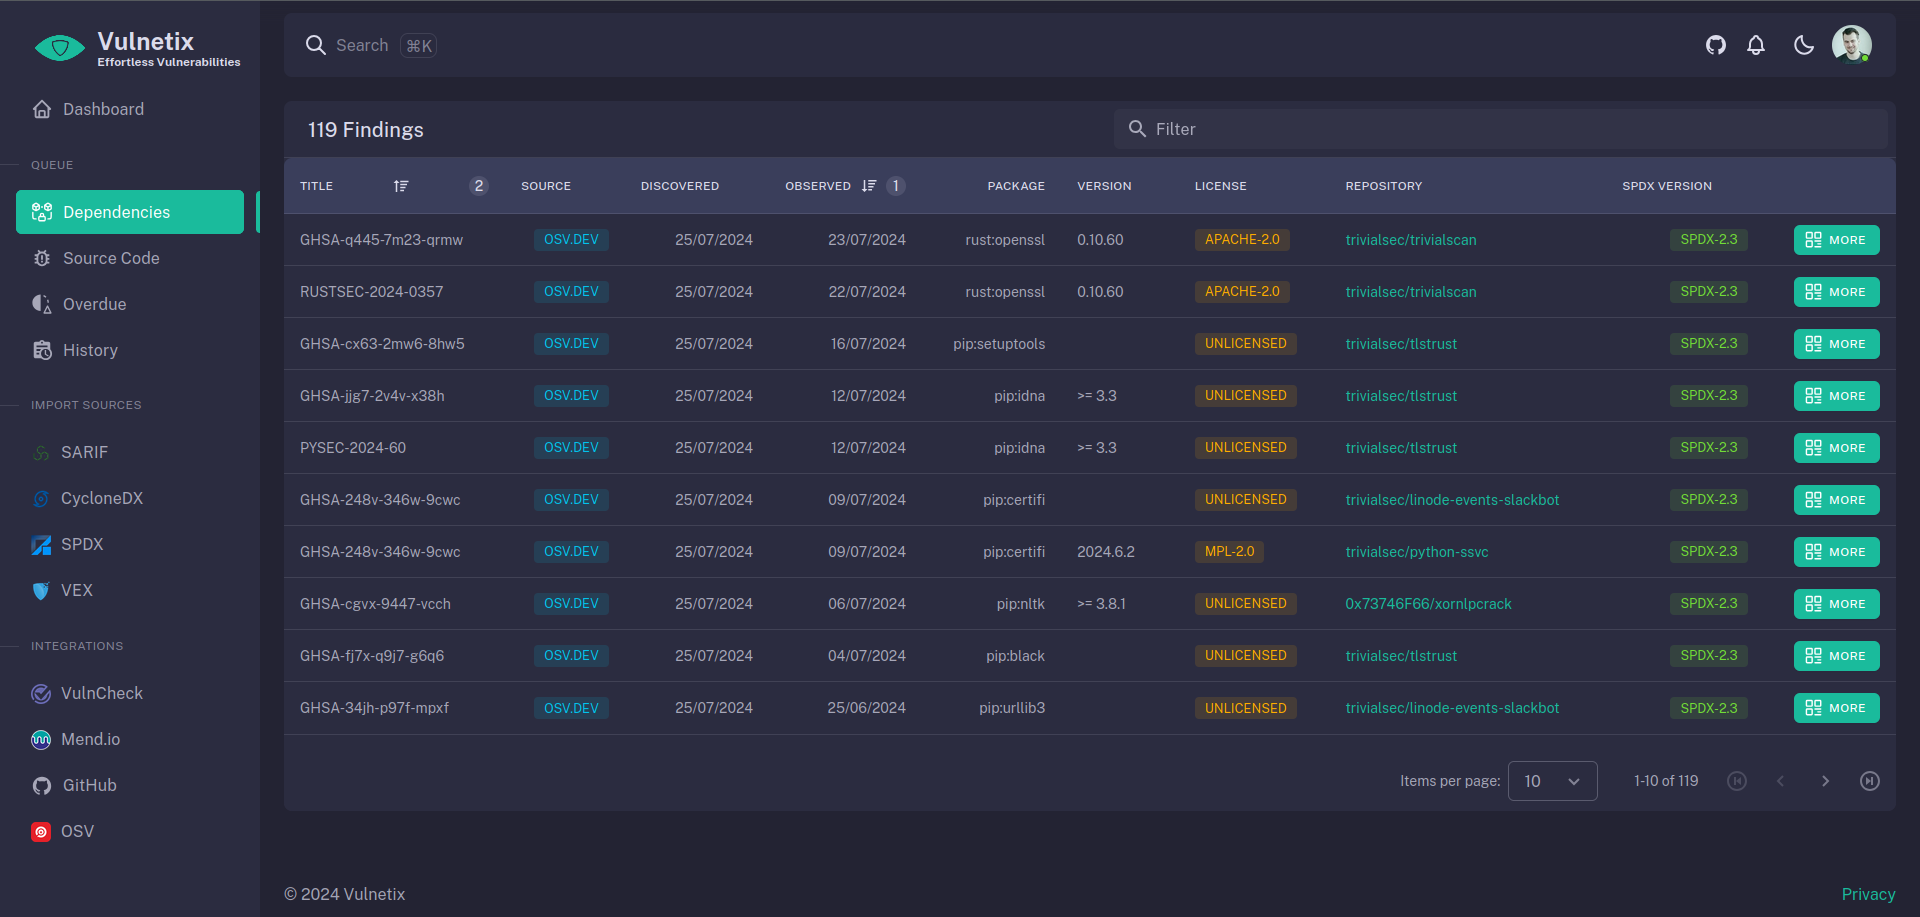 Vulnetix
Effortless Vulnerabilities
Search ⌘K
Dashboard
QUEUE
Dependencies
Source Code
Overdue
History
IMPORT SOURCES
SARIF
CycloneDX
SPDX
VEX
INTEGRATIONS
VulnCheck
Mend.io
GitHub
OSV
119 Findings
Filter
TITLE 2 SOURCE DISCOVERED OBSERVED 1 PACKAGE VERSION LICENSE REPOSITORY SPDX VERSION
GHSA-q445-7m23-qrmw OSV.DEV 25/07/2024 23/07/2024 rust:openssl 0.10.60 APACHE-2.0 trivialsec/trivialscan SPDX-2.3 MORE
RUSTSEC-2024-0357 OSV.DEV 25/07/2024 22/07/2024 rust:openssl 0.10.60 APACHE-2.0 trivialsec/trivialscan SPDX-2.3 MORE
GHSA-cx63-2mw6-8hw5 OSV.DEV 25/07/2024 16/07/2024 pip:setuptools UNLICENSED trivialsec/tlstrust SPDX-2.3 MORE
GHSA-jjg7-2v4v-x38h OSV.DEV 25/07/2024 12/07/2024 pip:idna >= 3.3 UNLICENSED trivialsec/tlstrust SPDX-2.3 MORE
PYSEC-2024-60 OSV.DEV 25/07/2024 12/07/2024 pip:idna >= 3.3 UNLICENSED trivialsec/tlstrust SPDX-2.3 MORE
GHSA-248v-346w-9cwc OSV.DEV 25/07/2024 09/07/2024 pip:certifi UNLICENSED trivialsec/linode-events-slackbot SPDX-2.3 MORE
GHSA-248v-346w-9cwc OSV.DEV 25/07/2024 09/07/2024 pip:certifi 2024.6.2 MPL-2.0 trivialsec/python-ssvc SPDX-2.3 MORE
GHSA-cgvx-9447-vcch OSV.DEV 25/07/2024 06/07/2024 pip:nltk >= 3.8.1 UNLICENSED 0x73746F66/xornlpcrack SPDX-2.3 MORE
GHSA-fj7x-q9j7-g6q6 OSV.DEV 25/07/2024 04/07/2024 pip:black UNLICENSED trivialsec/tlstrust SPDX-2.3 MORE
GHSA-34jh-p97f-mpxf OSV.DEV 25/07/2024 25/06/2024 pip:urllib3 UNLICENSED trivialsec/linode-events-slackbot SPDX-2.3 MORE
Items per page: 10 1-10 of 119
© 2024 Vulnetix
Privacy